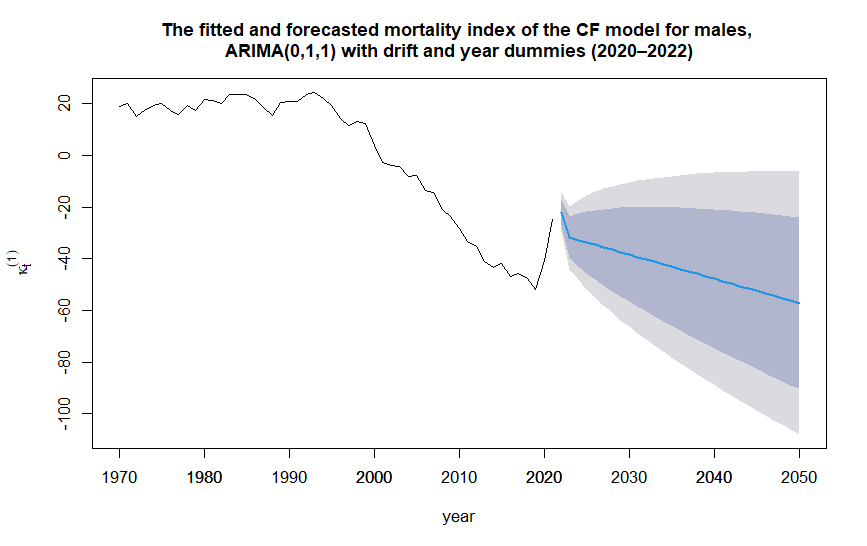 The fitted and forecasted mortality index of the CF model for males,
ARIMA(0,1,1) with drift and year dummies (2020–2022)
20
0
-20
-40
-60
-80
-100
κt(1)
1970 1980 1990 2000 2010 2020 2030 2040 2050
year